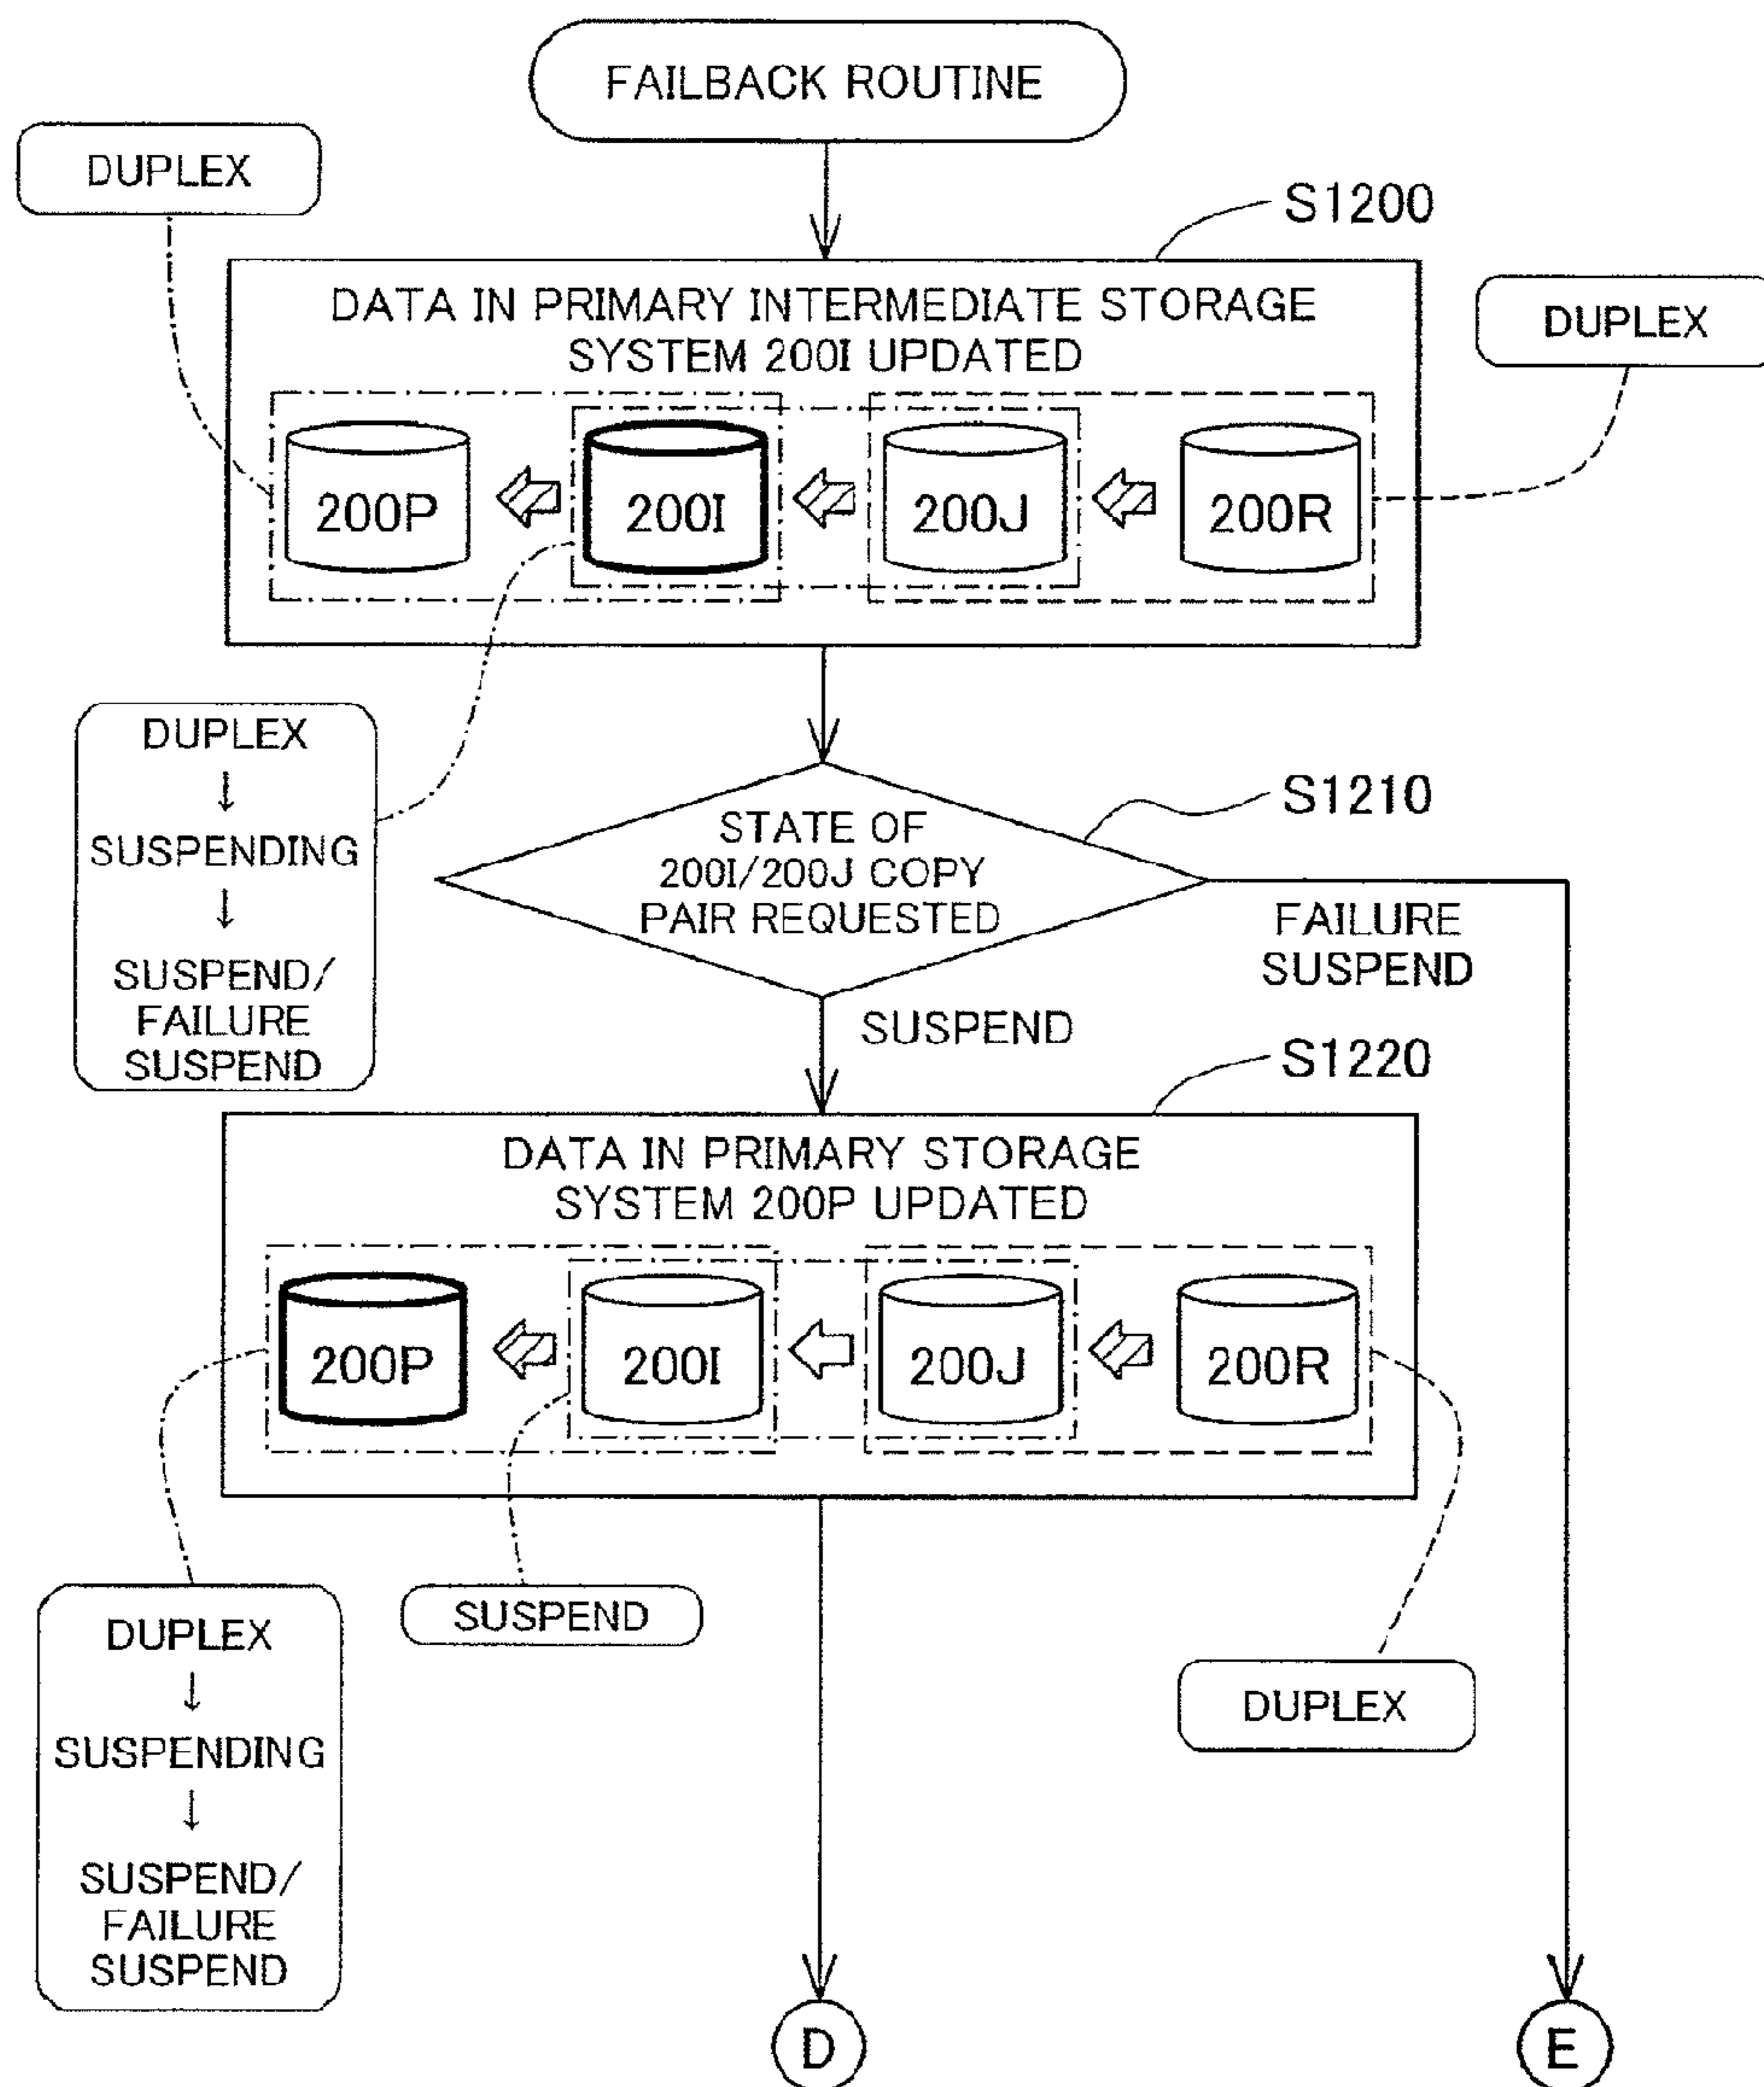 FAILBACK ROUTINE
DUPLEX
S1200
DATA IN PRIMARY INTERMEDIATE STORAGE
SYSTEM 200I UPDATED
DUPLEX
200P
200I
200J
200R
DUPLEX
↓
SUSPENDING
↓
SUSPEND/
FAILURE
SUSPEND
S1210
STATE OF
200I/200J COPY
PAIR REQUESTED
FAILURE
SUSPEND
SUSPEND
S1220
DATA IN PRIMARY STORAGE
SYSTEM 200P UPDATED
200P
200I
200J
200R
DUPLEX
↓
SUSPENDING
↓
SUSPEND/
FAILURE
SUSPEND
SUSPEND
DUPLEX
D
E